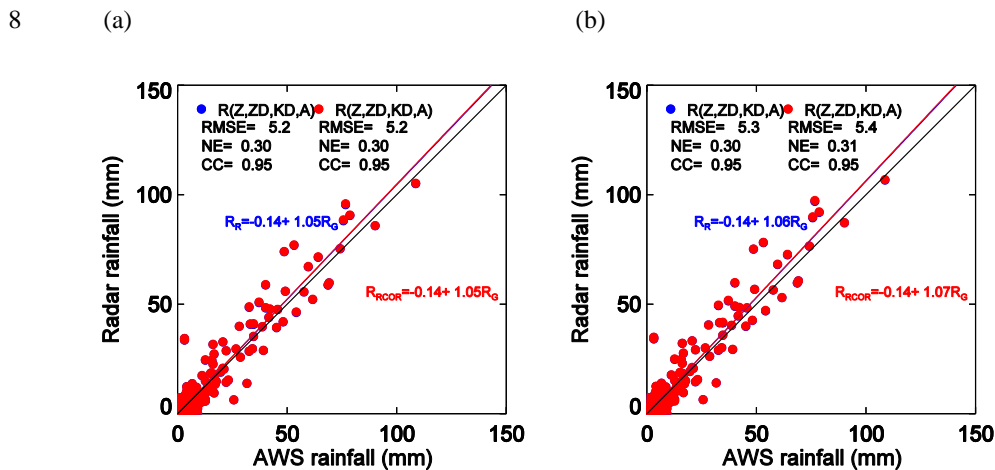 8 (a) (b)
150
R(Z,ZD,KD,A) R(Z,ZD,KD,A)
RMSE= 5.2 RMSE= 5.2
NE= 0.30 NE= 0.30
CC= 0.95 CC= 0.95
100
R_R=-0.14+ 1.05R_G
R_RCOR=-0.14+ 1.05R_G
50
0
0 50 100 150
Radar rainfall (mm)
AWS rainfall (mm)
150
R(Z,ZD,KD,A) R(Z,ZD,KD,A)
RMSE= 5.3 RMSE= 5.4
NE= 0.30 NE= 0.31
CC= 0.95 CC= 0.95
100
R_R=-0.14+ 1.06R_G
R_RCOR=-0.14+ 1.07R_G
50
0
0 50 100 150
Radar rainfall (mm)
AWS rainfall (mm)